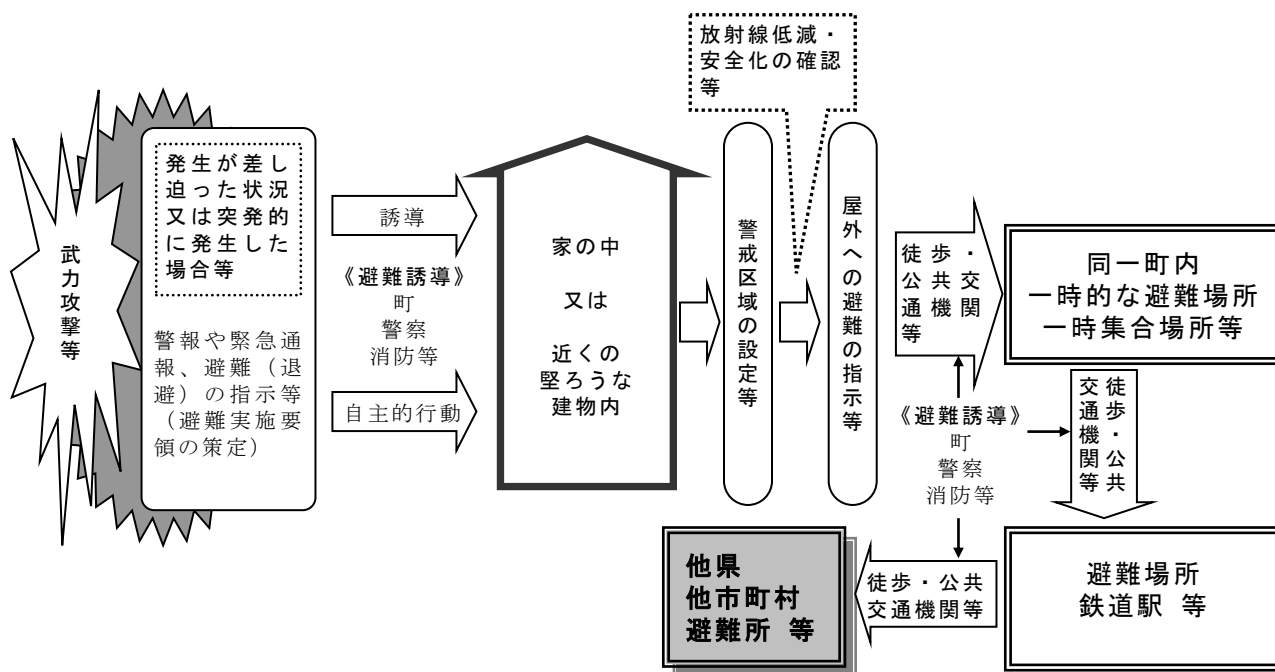 武力攻撃等
発生が差し
迫った状況
又は突発的
に発生した
場合等
警報や緊急通
報、避難（退
避）の指示等
（避難実施要
領の策定）
誘導
《避難誘導》
町
警察
消防等
自主的行動
家の中
又は
近くの
堅ろうな
建物内
放射線低減・
安全化の確認
等
警戒区域の設定等
屋外への避難の指示等
徒歩・
公共交
通機関
等
同一町内
一時的な避難場所
一時集合場所等
《避難誘導》
町
警察
消防等
徒歩・公共
交通機関等
避難場所
鉄道駅 等
徒歩・公共
交通機関等
他県
他市町村
避難所 等